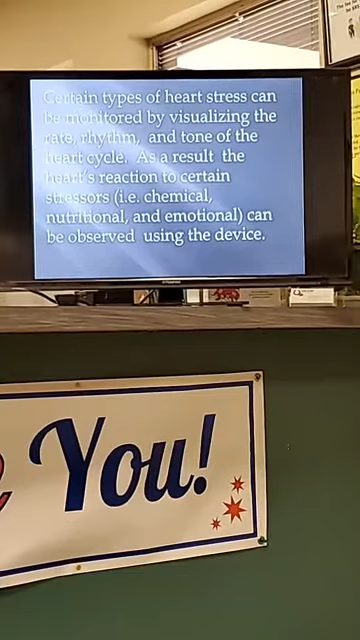 Certain types of heart stress can
be monitored by visualizing the
rate, rhythm, and tone of the
heart cycle. As a result the
heart's reaction to certain
stressors (i.e. chemical,
nutritional, and emotional) can
be observed using the device.
You!